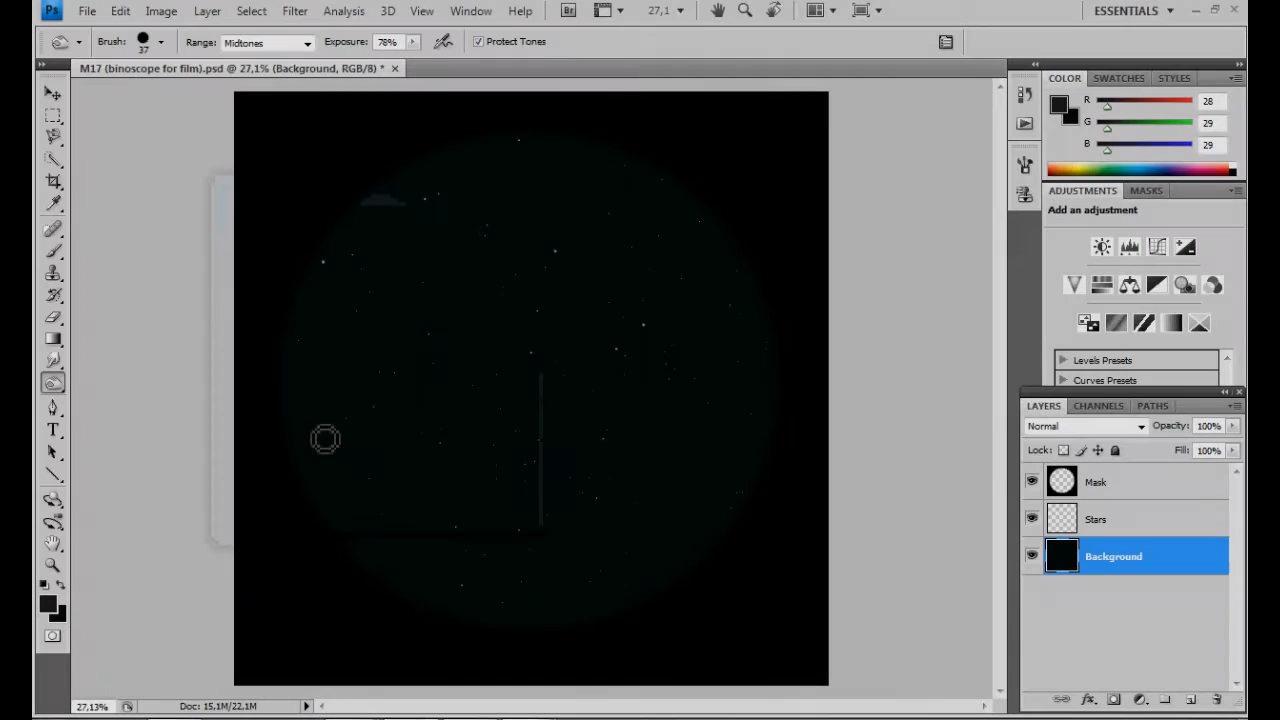 Ps File Edit Image Layer Select Filter Analysis 3D View Window Help Br 27,1 ESSENTIALS
Brush: 37 Range: Midtones Exposure: 78% Protect Tones
M17 (binoscope for film).psd @ 27,1% (Background, RGB/8) *
COLOR SWATCHES STYLES
R 28
G 29
B 29
ADJUSTMENTS MASKS
Add an adjustment
Levels Presets
Curves Presets
LAYERS CHANNELS PATHS
Normal Opacity: 100%
Lock: Fill: 100%
Mask
Stars
Background
27,13% Doc: 15,1M/22,1M